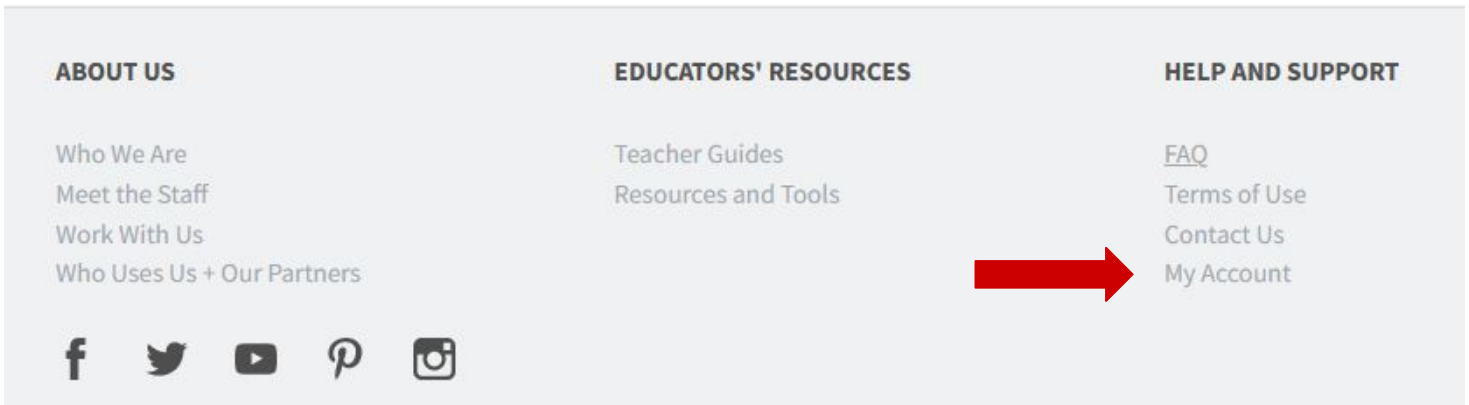 ABOUT US
Who We Are
Meet the Staff
Work With Us
Who Uses Us + Our Partners
EDUCATORS' RESOURCES
Teacher Guides
Resources and Tools
HELP AND SUPPORT
FAQ
Terms of Use
Contact Us
My Account